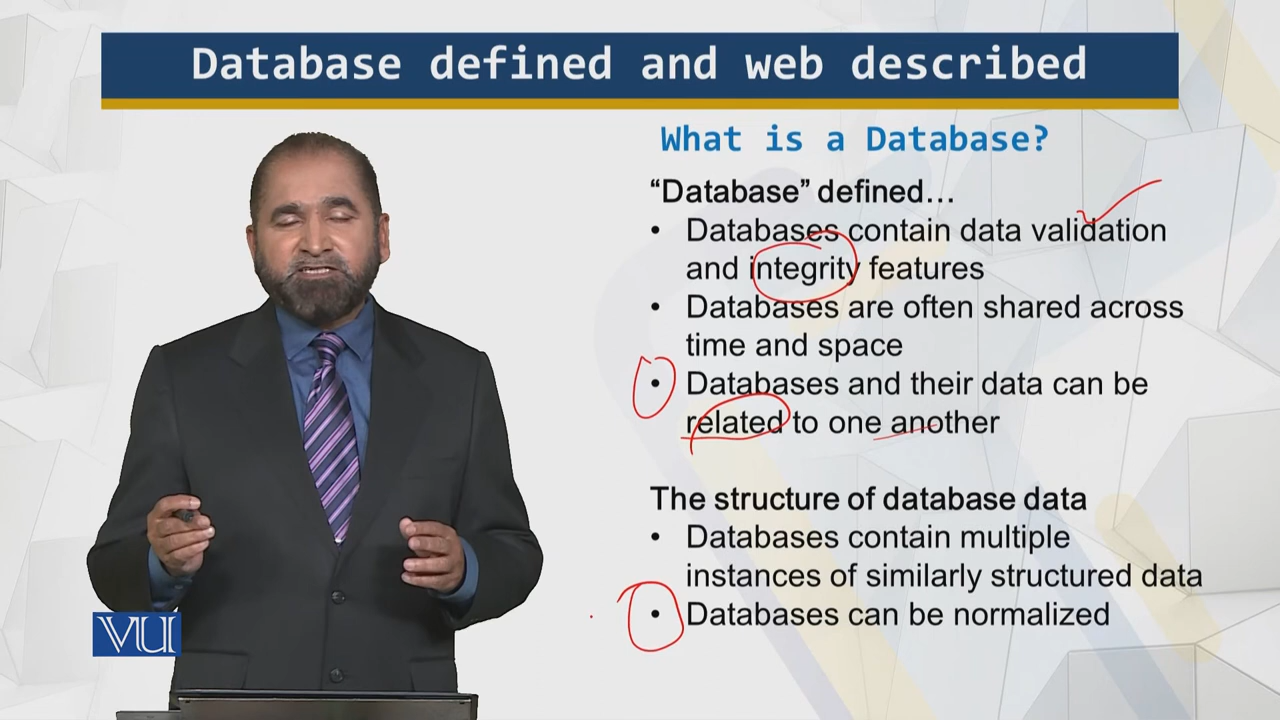 Database defined and web described
What is a Database?
“Database” defined…
• Databases contain data validation
and integrity features
• Databases are often shared across
time and space
• Databases and their data can be
related to one another
The structure of database data
• Databases contain multiple
instances of similarly structured data
• Databases can be normalized
VU